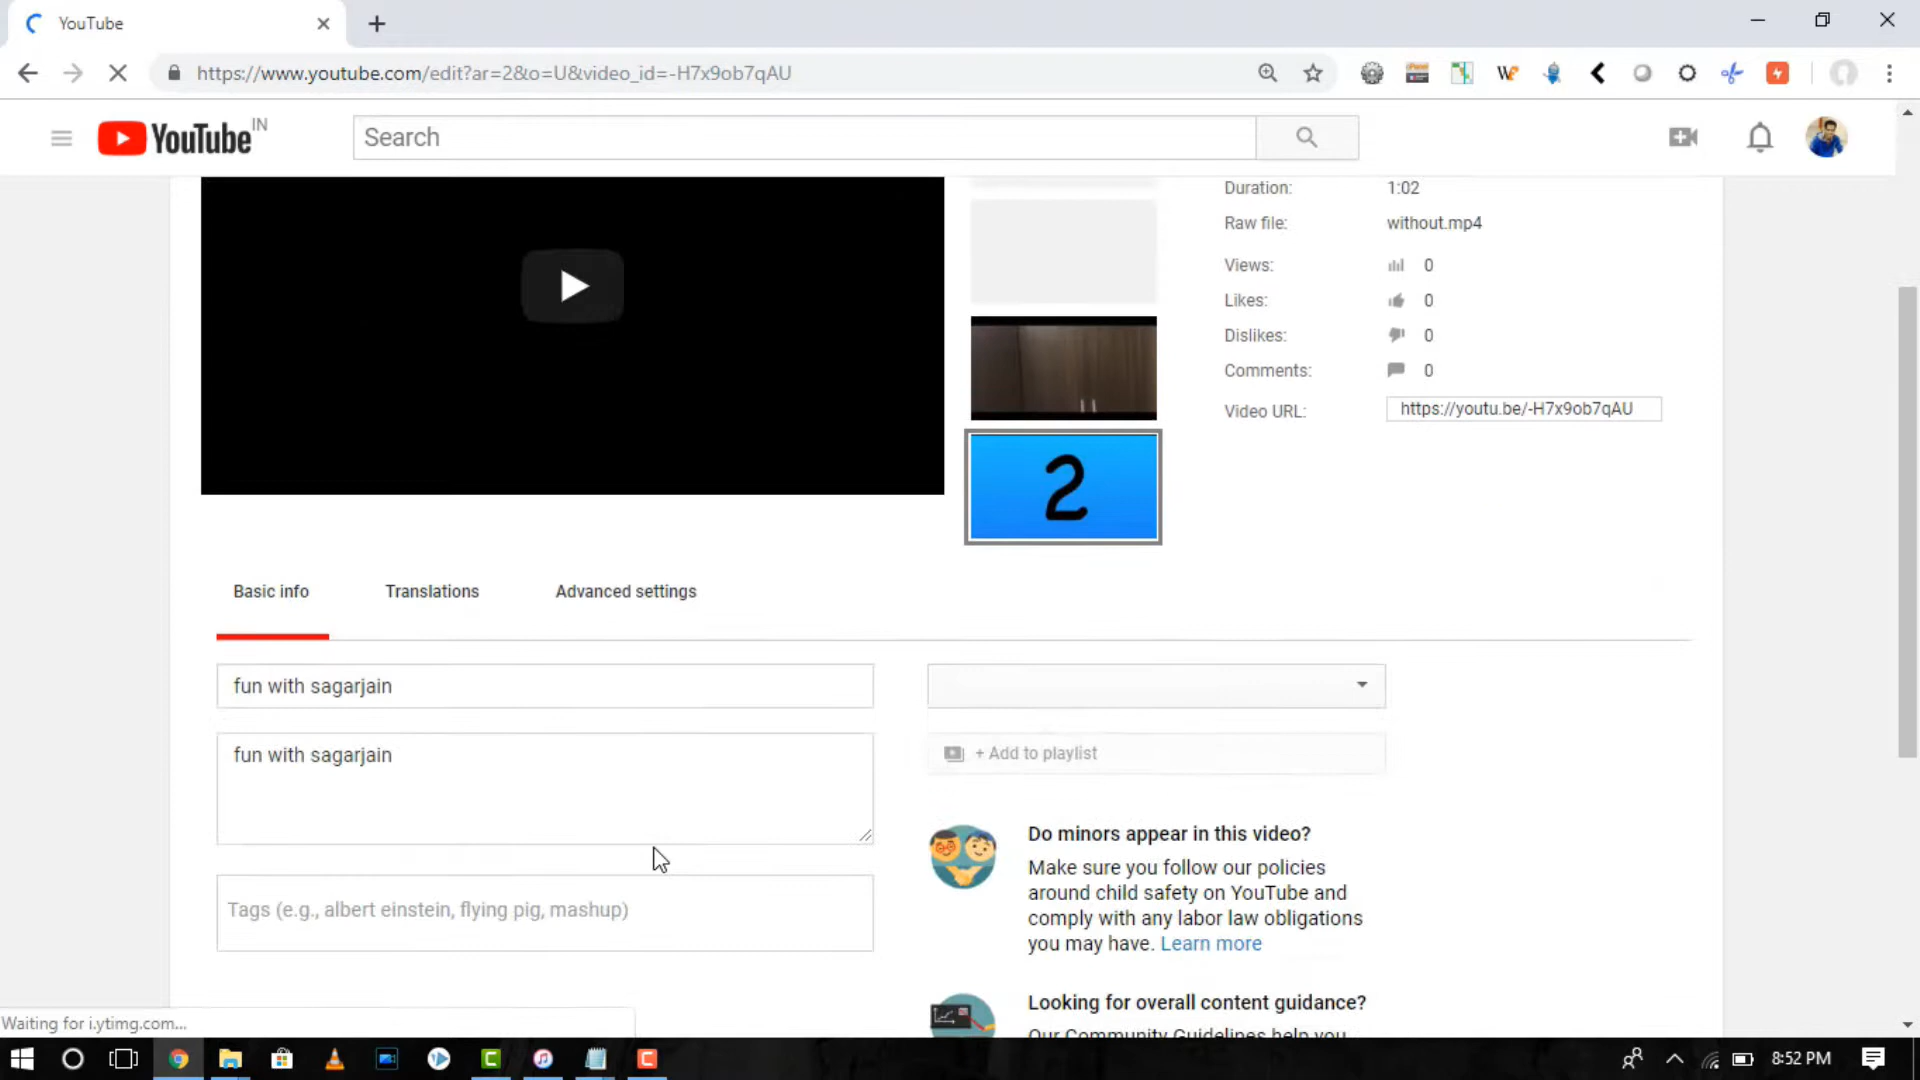 YouTube
https://www.youtube.com/edit?ar=2&o=U&video_id=-H7x9ob7qAU
YouTube IN
Search
Duration: 1:02
Raw file: without.mp4
Views: 0
Likes: 0
Dislikes: 0
Comments: 0
Video URL: https://youtu.be/-H7x9ob7qAU
2
Basic info Translations Advanced settings
fun with sagarjain
+ Add to playlist
fun with sagarjain
Tags (e.g., albert einstein, flying pig, mashup)
Do minors appear in this video?
Make sure you follow our policies
around child safety on YouTube and
comply with any labor law obligations
you may have. Learn more
Looking for overall content guidance?
Our Community Guidelines help you
Waiting for i.ytimg.com...
8:52 PM